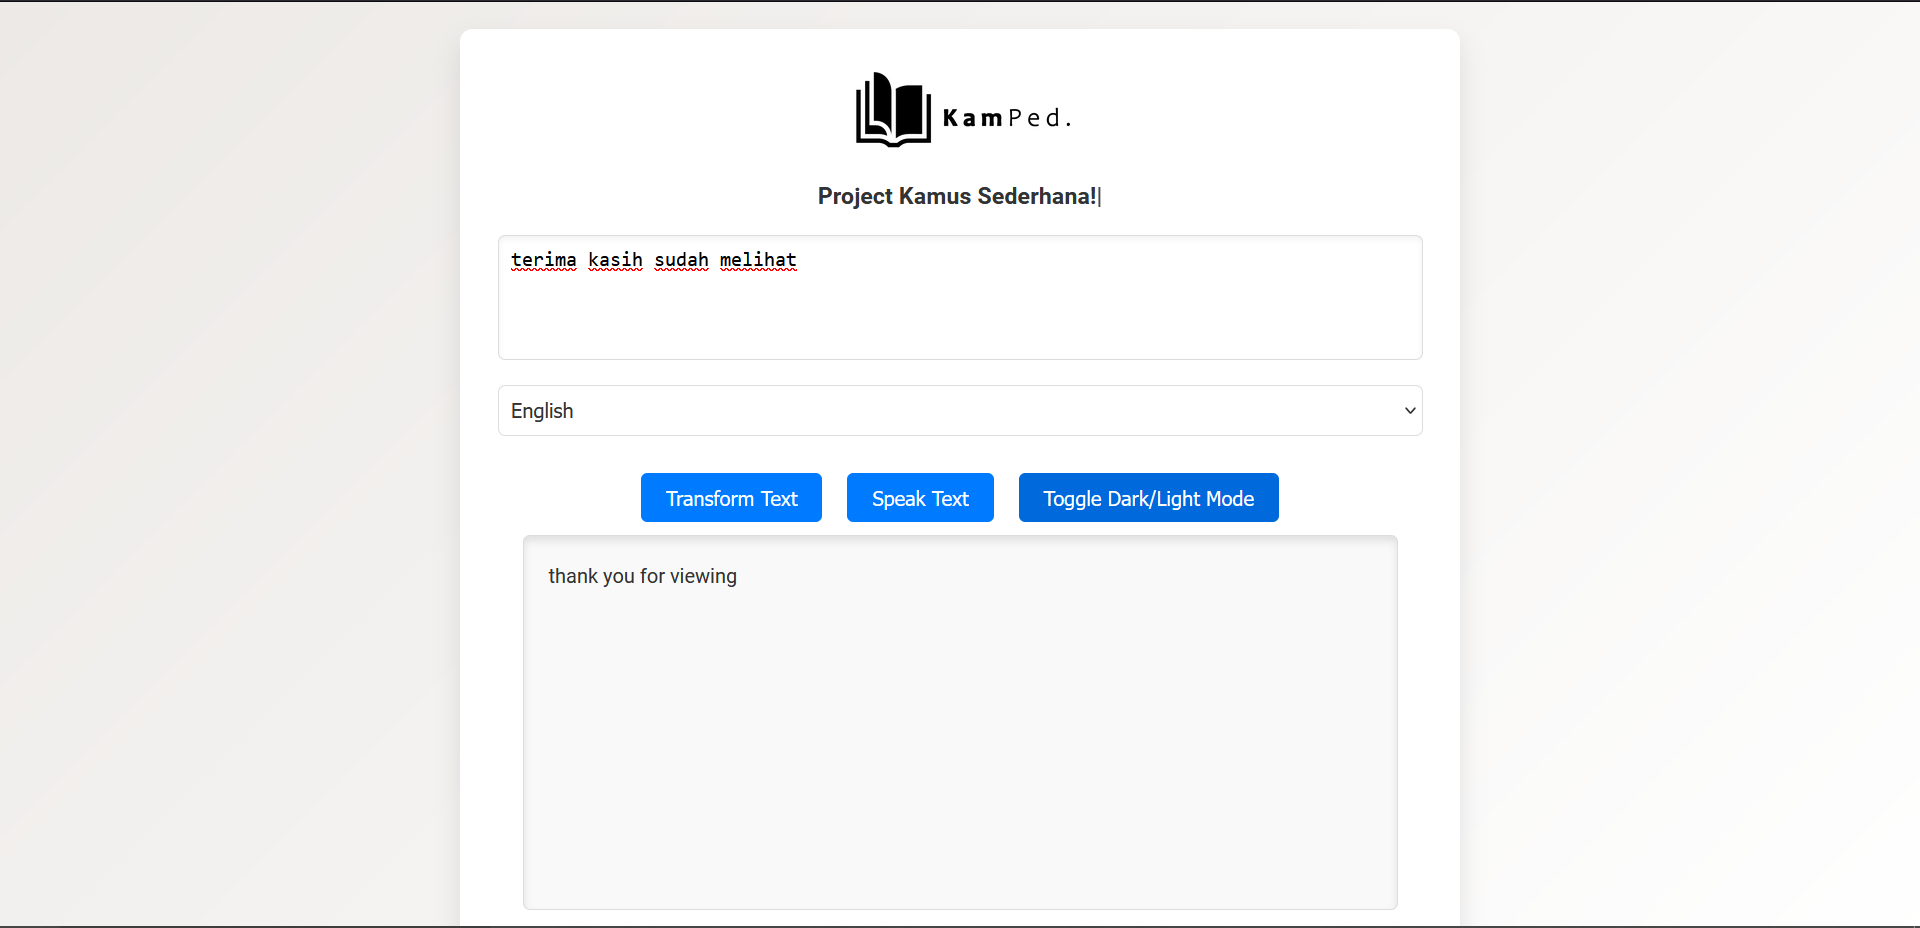 KamPed.
Project Kamus Sederhana!|
terima kasih sudah melihat
English
Transform Text
Speak Text
Toggle Dark/Light Mode
thank you for viewing